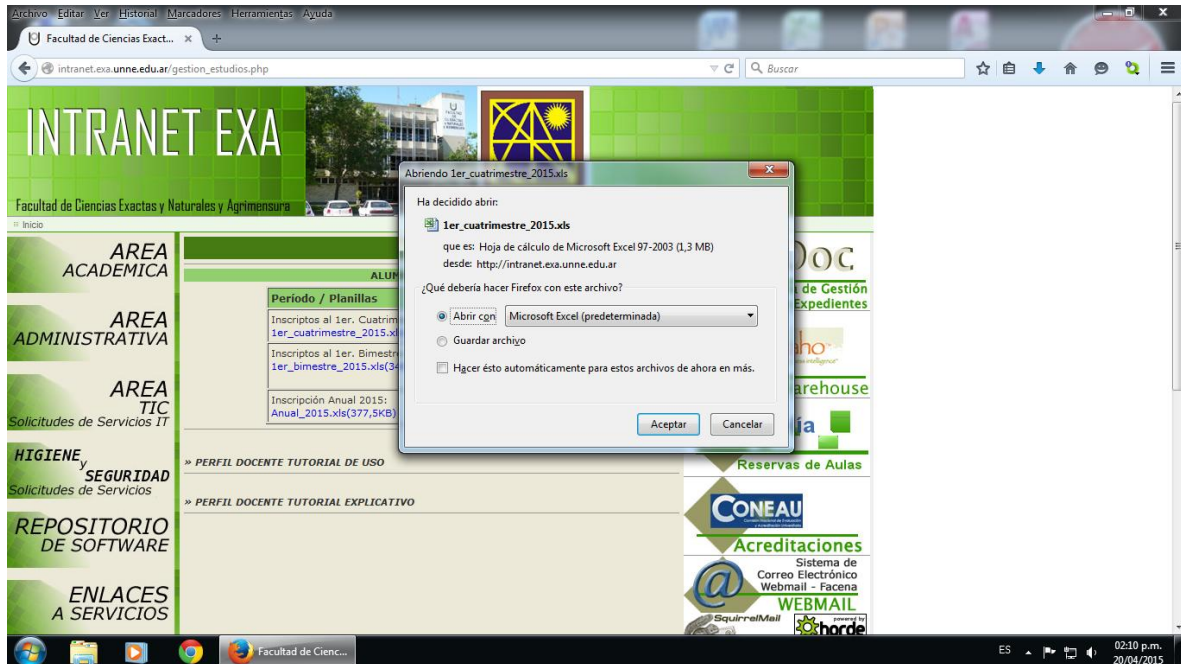 Archivo Editar Ver Historial Marcadores Herramientas Ayuda
Facultad de Ciencias Exact...
intranet.exa.unne.edu.ar/gestion_estudios.php
Buscar
INTRANET EXA
Facultad de Ciencias Exactas y Naturales y Agrimensura
Inicio
AREA
ACADEMICA
AREA
ADMINISTRATIVA
AREA
TIC
Solicitudes de Servicios IT
HIGIENE
y
SEGURIDAD
Solicitudes de Servicios
REPOSITORIO
DE SOFTWARE
ENLACES
A SERVICIOS
Período / Planillas
Inscriptos al 1er.
1er_cuatrimestre_2015
Inscriptos al 1er.
1er_bimestre_2015.xls(
Inscripción Anual 2015:
Anual_2015.xls(377,5KB)
» PERFIL DOCENTE TUTORIAL DE USO
» PERFIL DOCENTE TUTORIAL EXPLICATIVO
Abriendo 1er_cuatrimestre_2015.xls
Ha decidido abrir:
1er_cuatrimestre_2015.xls
que es: Hoja de cálculo de Microsoft Excel 97-2003 (1,3 MB)
desde: http://intranet.exa.unne.edu.ar
¿Qué debería hacer Firefox con este archivo?
Abrir con Microsoft Excel (predeterminada)
Guardar archivo
Hacer ésto automáticamente para estos archivos de ahora en más.
Aceptar Cancelar
de Gestión
Expedientes
Reservas de Aulas
CONEAU
Acreditaciones
Sistema de
Correo Electrónico
Webmail - Facena
WEBMAIL
SquirrelMail
powered by
horde
Facultad de Cienc...
ES
02:10 p.m.
20/04/2015